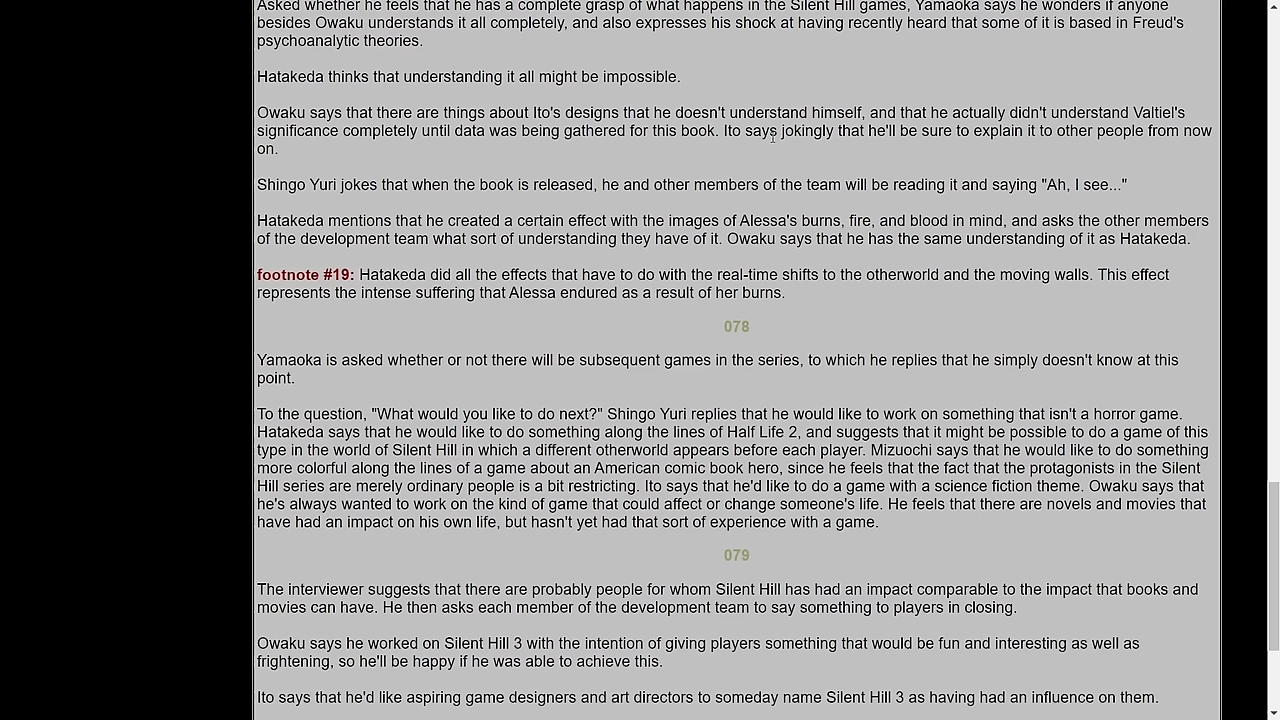 Asked whether he feels that he has a complete grasp of what happens in the Silent Hill games, Yamaoka says he wonders if anyone
besides Owaku understands it all completely, and also expresses his shock at having recently heard that some of it is based in Freud's
psychoanalytic theories.
Hatakeda thinks that understanding it all might be impossible.
Owaku says that there are things about Ito's designs that he doesn't understand himself, and that he actually didn't understand Valtiel's
significance completely until data was being gathered for this book. Ito says jokingly that he'll be sure to explain it to other people from now
on.
Shingo Yuri jokes that when the book is released, he and other members of the team will be reading it and saying "Ah, I see..."
Hatakeda mentions that he created a certain effect with the images of Alessa's burns, fire, and blood in mind, and asks the other members
of the development team what sort of understanding they have of it. Owaku says that he has the same understanding of it as Hatakeda.
footnote #19: Hatakeda did all the effects that have to do with the real-time shifts to the otherworld and the moving walls. This effect
represents the intense suffering that Alessa endured as a result of her burns.
078
Yamaoka is asked whether or not there will be subsequent games in the series, to which he replies that he simply doesn't know at this
point.
To the question, "What would you like to do next?" Shingo Yuri replies that he would like to work on something that isn't a horror game.
Hatakeda says that he would like to do something along the lines of Half Life 2, and suggests that it might be possible to do a game of this
type in the world of Silent Hill in which a different otherworld appears before each player. Mizuochi says that he would like to do something
more colorful along the lines of a game about an American comic book hero, since he feels that the fact that the protagonists in the Silent
Hill series are merely ordinary people is a bit restricting. Ito says that he'd like to do a game with a science fiction theme. Owaku says that
he's always wanted to work on the kind of game that could affect or change someone's life. He feels that there are novels and movies that
have had an impact on his own life, but hasn't yet had that sort of experience with a game.
079
The interviewer suggests that there are probably people for whom Silent Hill has had an impact comparable to the impact that books and
movies can have. He then asks each member of the development team to say something to players in closing.
Owaku says he worked on Silent Hill 3 with the intention of giving players something that would be fun and interesting as well as
frightening, so he'll be happy if he was able to achieve this.
Ito says that he'd like aspiring game designers and art directors to someday name Silent Hill 3 as having had an influence on them.